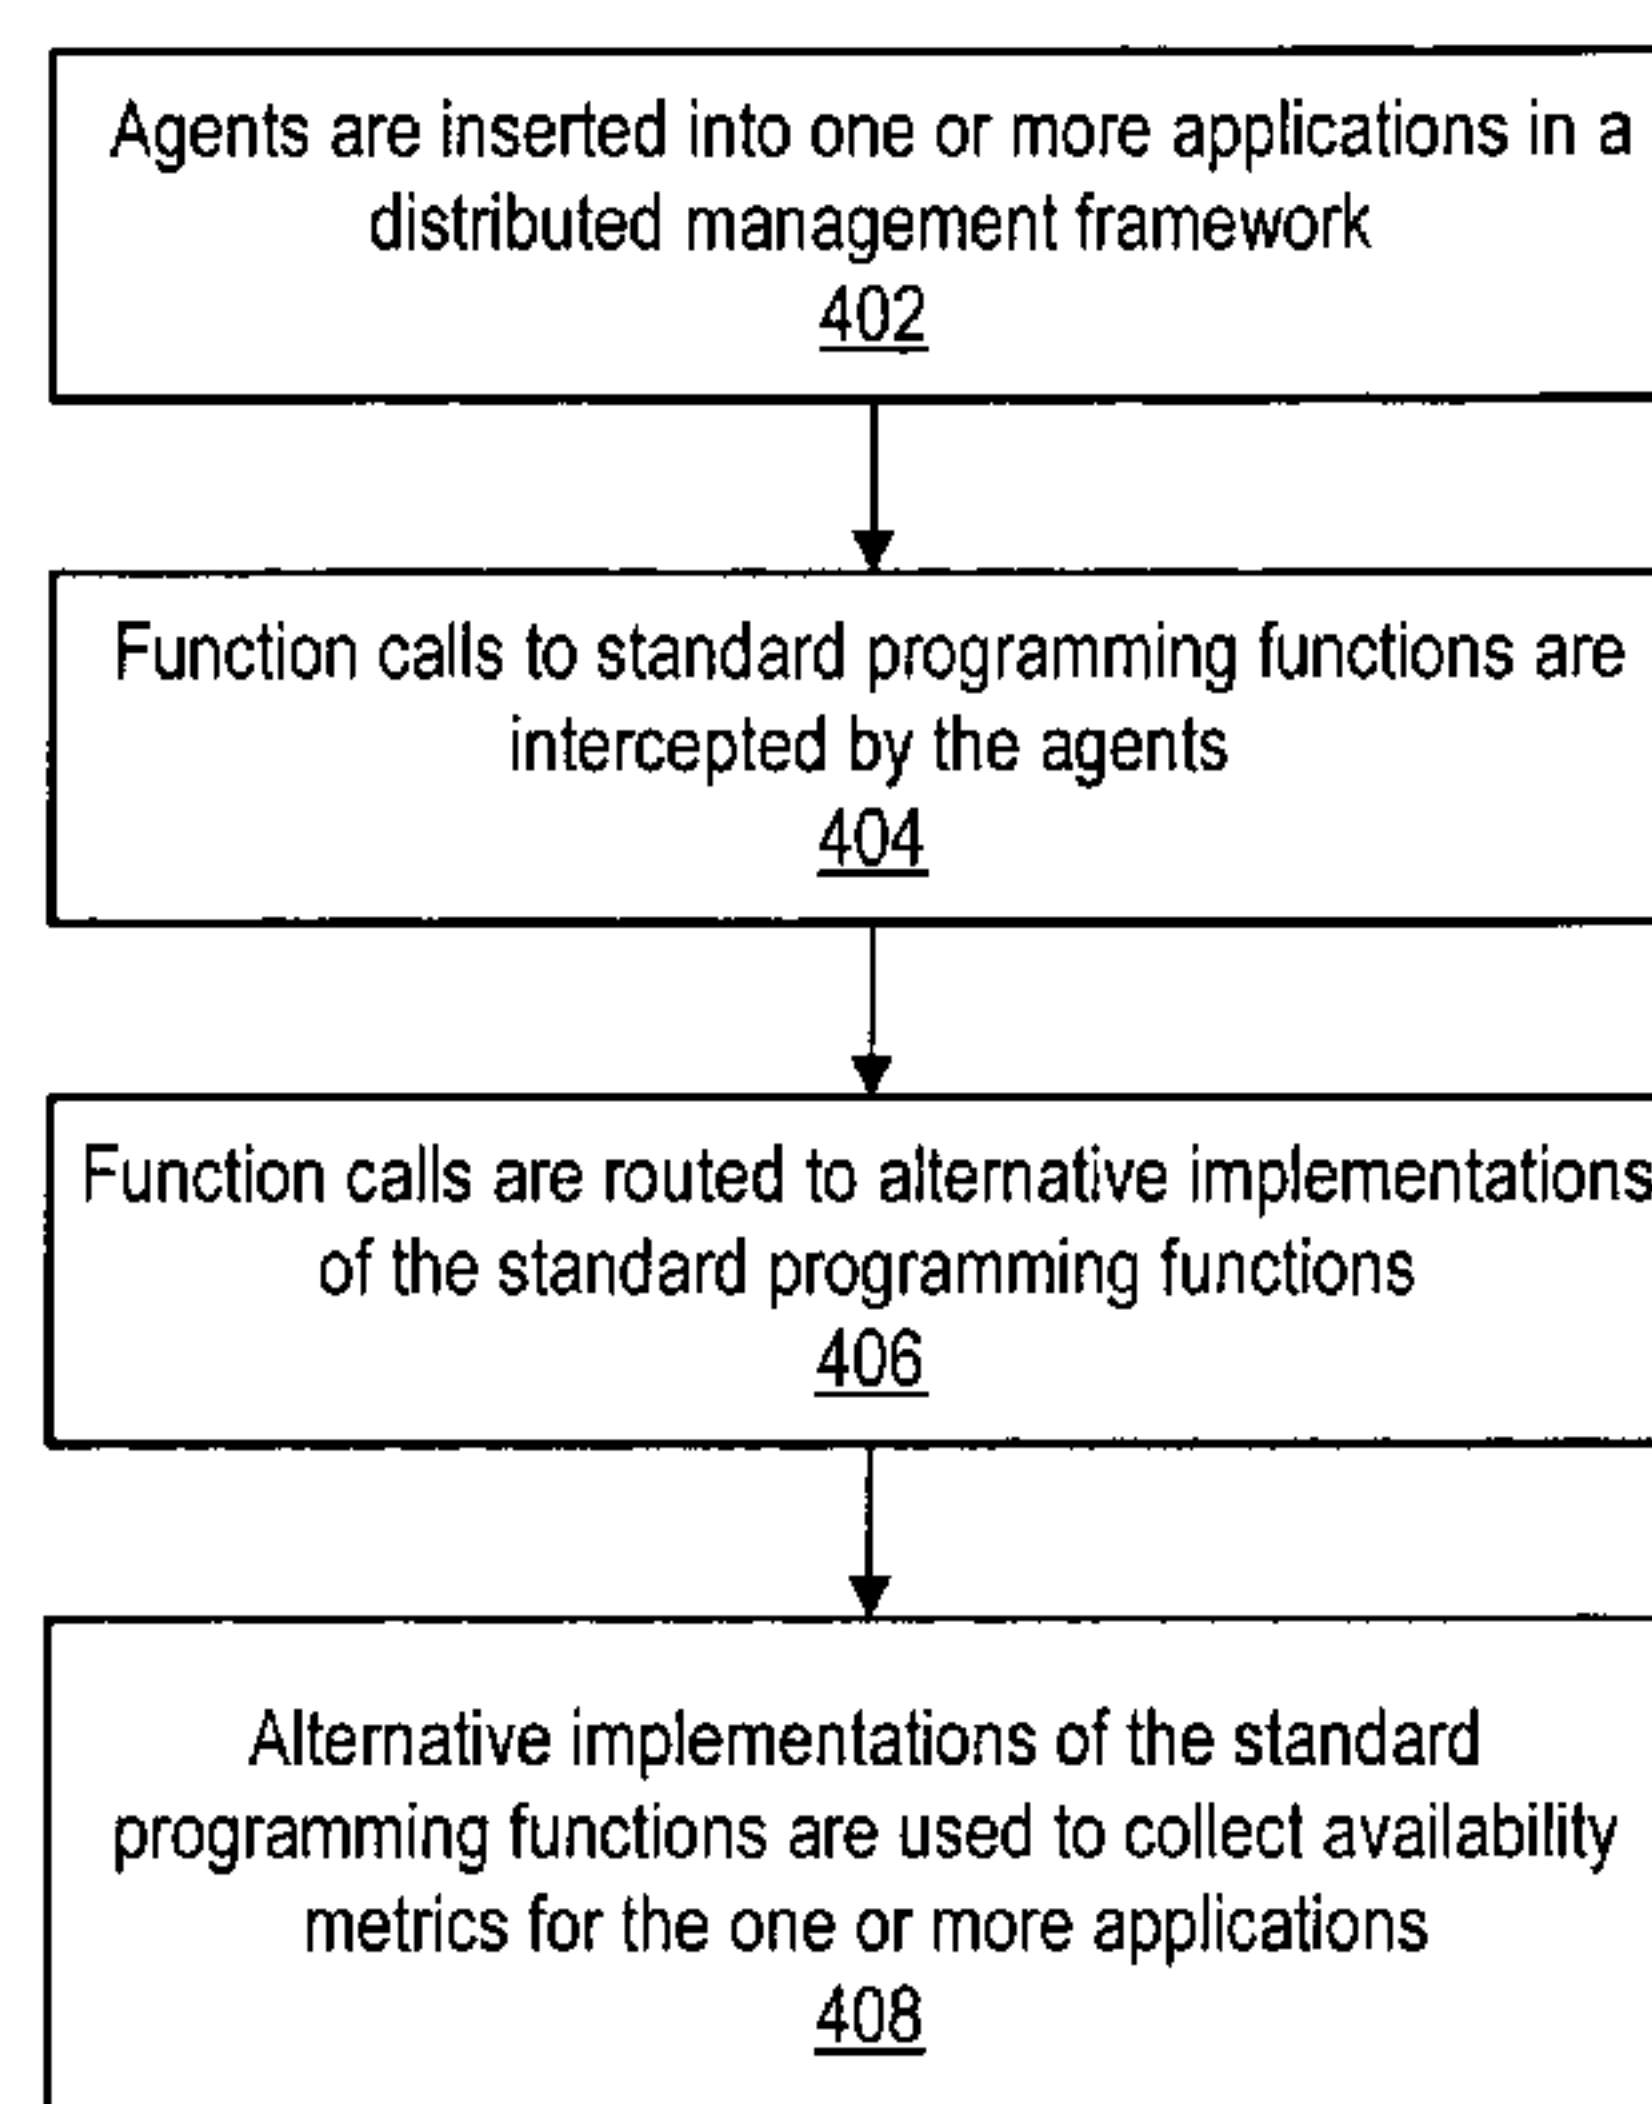 Agents are inserted into one or more applications in a
distributed management framework
402
Function calls to standard programming functions are
intercepted by the agents
404
Function calls are routed to alternative implementations
of the standard programming functions
406
Alternative implementations of the standard
programming functions are used to collect availability
metrics for the one or more applications
408